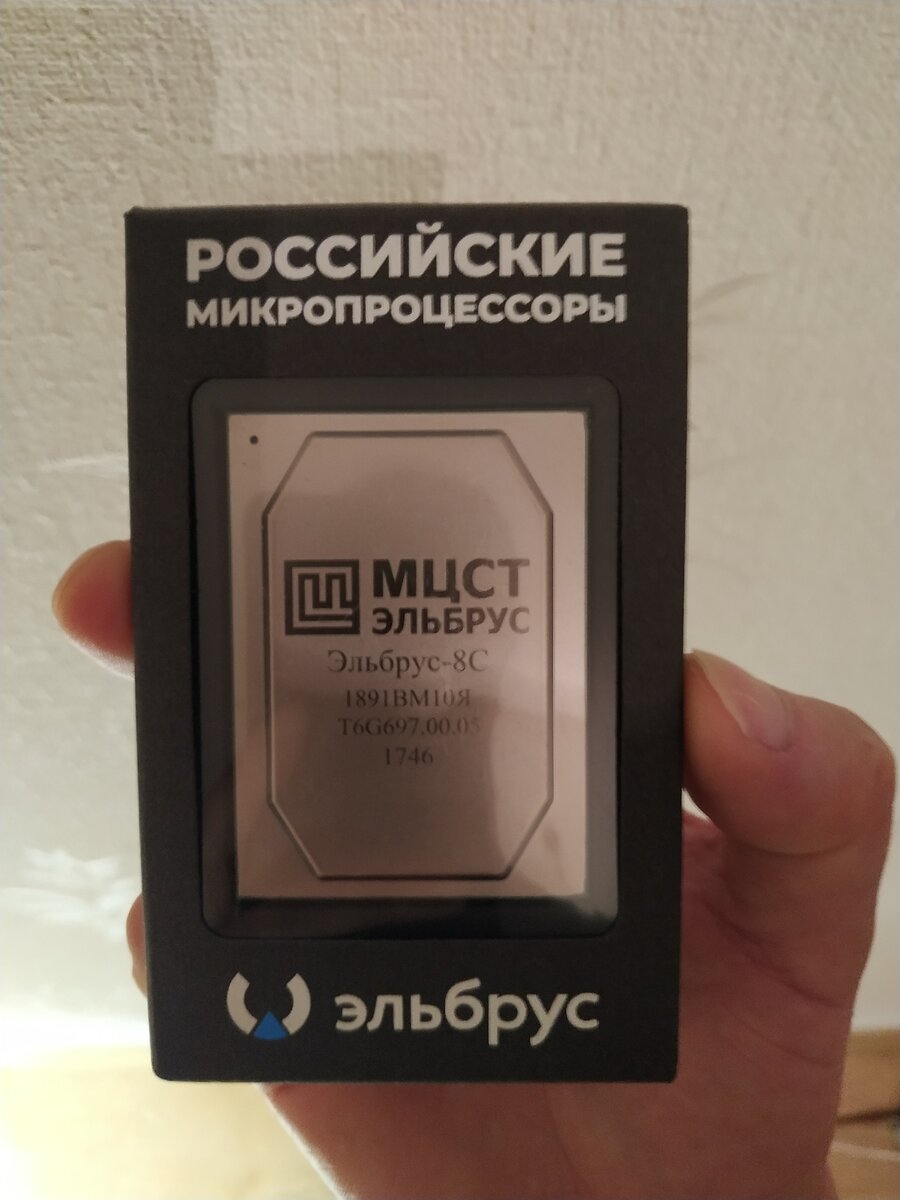 РОССИЙСКИЕ
МИКРОПРОЦЕССОРЫ
МЦСТ
ЭЛЬБРУС
Эльбрус-8С
1891ВМ10Я
T6G697.00.05
1746
эльбрус